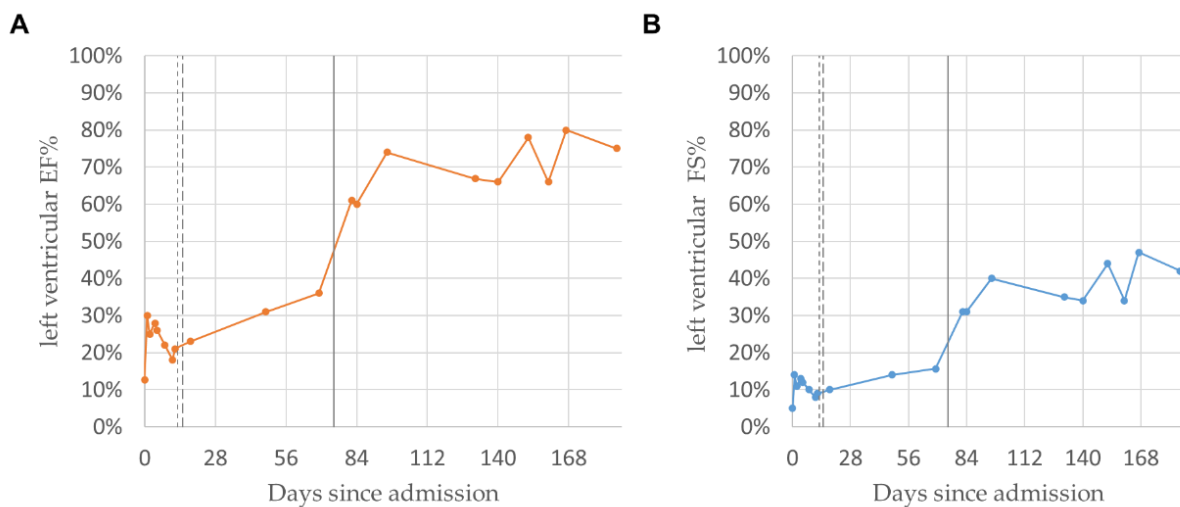 A
left ventricular EF%
100%
90%
80%
70%
60%
50%
40%
30%
20%
10%
0%
0 28 56 84 112 140 168
Days since admission
B
left ventricular FS%
100%
90%
80%
70%
60%
50%
40%
30%
20%
10%
0%
0 28 56 84 112 140 168
Days since admission